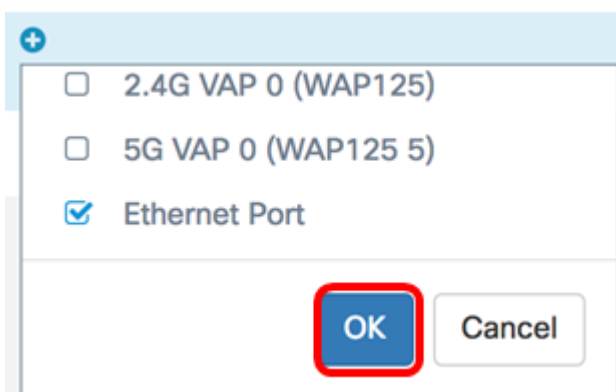 2.4G VAP 0 (WAP125)
5G VAP 0 (WAP125 5)
Ethernet Port
OK Cancel